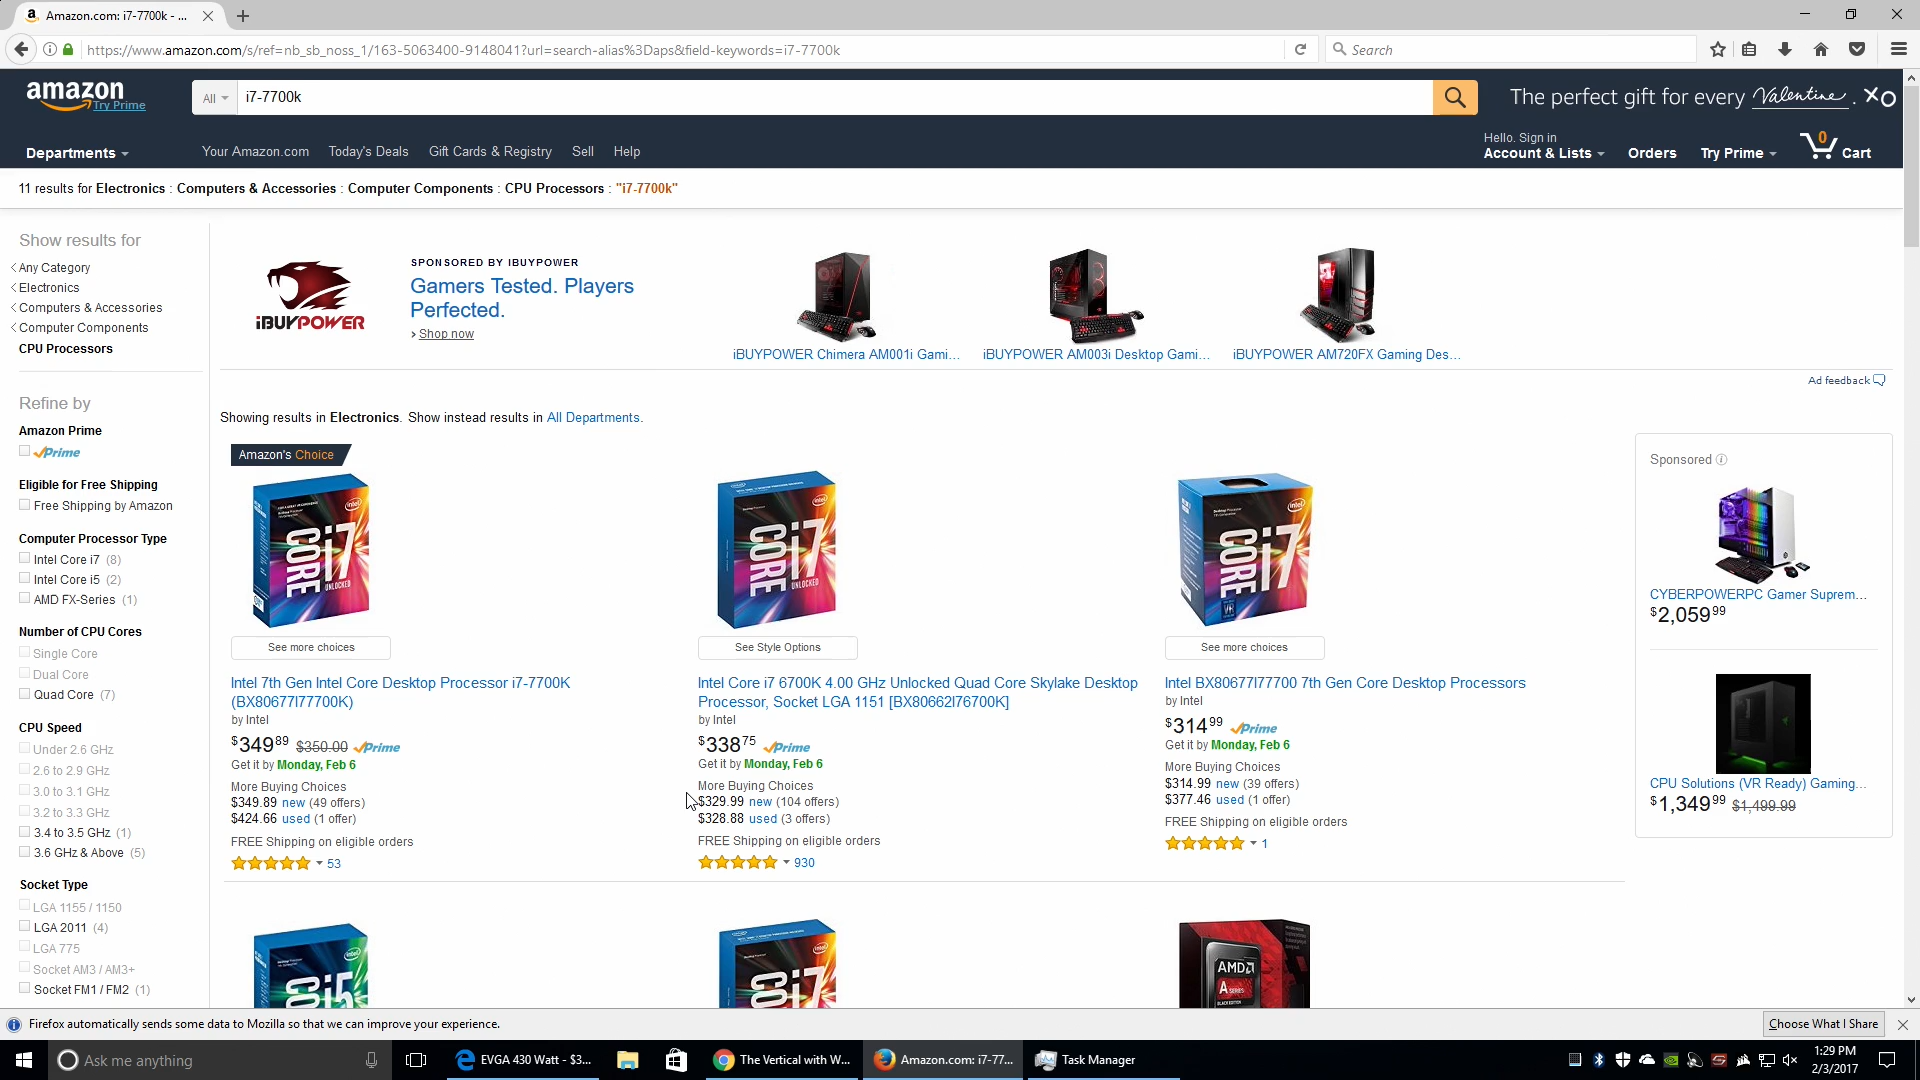 Amazon.com: i7-7700k - ...
https://www.amazon.com/s/ref=nb_sb_noss_1/163-5063400-9148041?url=search-alias%3Daps&field-keywords=i7-7700k
Search
amazon
Try Prime
All
i7-7700k
The perfect gift for every Valentine. XO
Departments
Your Amazon.com
Today's Deals
Gift Cards & Registry
Sell
Help
Hello. Sign in
Account & Lists
Orders
Try Prime
0
Cart
11 results for Electronics : Computers & Accessories : Computer Components : CPU Processors : "i7-7700k"
Show results for
Any Category
Electronics
Computers & Accessories
Computer Components
CPU Processors
Refine by
Amazon Prime
Prime
Eligible for Free Shipping
Free Shipping by Amazon
Computer Processor Type
Intel Core i7 (8)
Intel Core i5 (2)
AMD FX-Series (1)
Number of CPU Cores
Single Core
Dual Core
Quad Core (7)
CPU Speed
Under 2.6 GHz
2.6 to 2.9 GHz
3.0 to 3.1 GHz
3.2 to 3.3 GHz
3.4 to 3.5 GHz (1)
3.6 GHz & Above (5)
Socket Type
LGA 1155 / 1150
LGA 2011 (4)
LGA 775
Socket AM3 / AM3+
Socket FM1 / FM2 (1)
iBUYPOWER
SPONSORED BY IBUYPOWER
Gamers Tested. Players
Perfected.
› Shop now
iBUYPOWER Chimera AM001i Gami...
iBUYPOWER AM003i Desktop Gami...
iBUYPOWER AM720FX Gaming Des...
Ad feedback
Showing results in Electronics. Show instead results in All Departments.
Amazon's Choice
intel
CORE i7
UNLOCKED
See more choices
Intel 7th Gen Intel Core Desktop Processor i7-7700K
(BX80677I77700K)
by Intel
$349 89 $350.00 Prime
Get it by Monday, Feb 6
More Buying Choices
$349.89 new (49 offers)
$424.66 used (1 offer)
FREE Shipping on eligible orders
53
intel
CORE i7
UNLOCKED
See Style Options
Intel Core i7 6700K 4.00 GHz Unlocked Quad Core Skylake Desktop
Processor, Socket LGA 1151 [BX80662I76700K]
by Intel
$338 75 Prime
Get it by Monday, Feb 6
More Buying Choices
$329.99 new (104 offers)
$328.88 used (3 offers)
FREE Shipping on eligible orders
930
intel
CORE i7
VR
See more choices
Intel BX80677I77700 7th Gen Core Desktop Processors
by Intel
$314 99 Prime
Get it by Monday, Feb 6
More Buying Choices
$314.99 new (39 offers)
$377.46 used (1 offer)
FREE Shipping on eligible orders
1
Sponsored
CYBERPOWERPC Gamer Suprem...
$2,059 99
CPU Solutions (VR Ready) Gaming...
$1,349 99 $1,499.99
intel
i5
intel
i7
AMD
A SERIES
BLACK EDITION
Firefox automatically sends some data to Mozilla so that we can improve your experience.
Choose What I Share
Ask me anything
EVGA 430 Watt - $3...
The Vertical with W...
Amazon.com: i7-77...
Task Manager
1:29 PM
2/3/2017